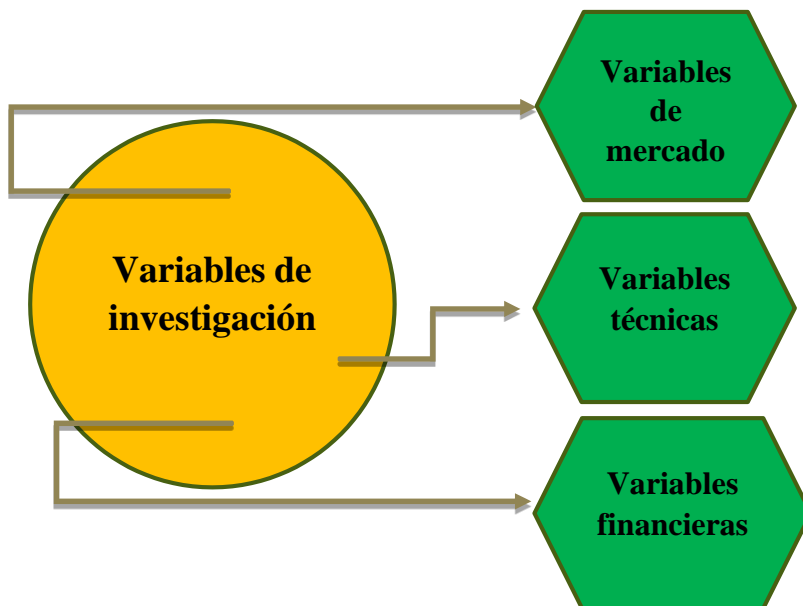 Variables de
investigación
Variables
de
mercado
Variables
técnicas
Variables
financieras